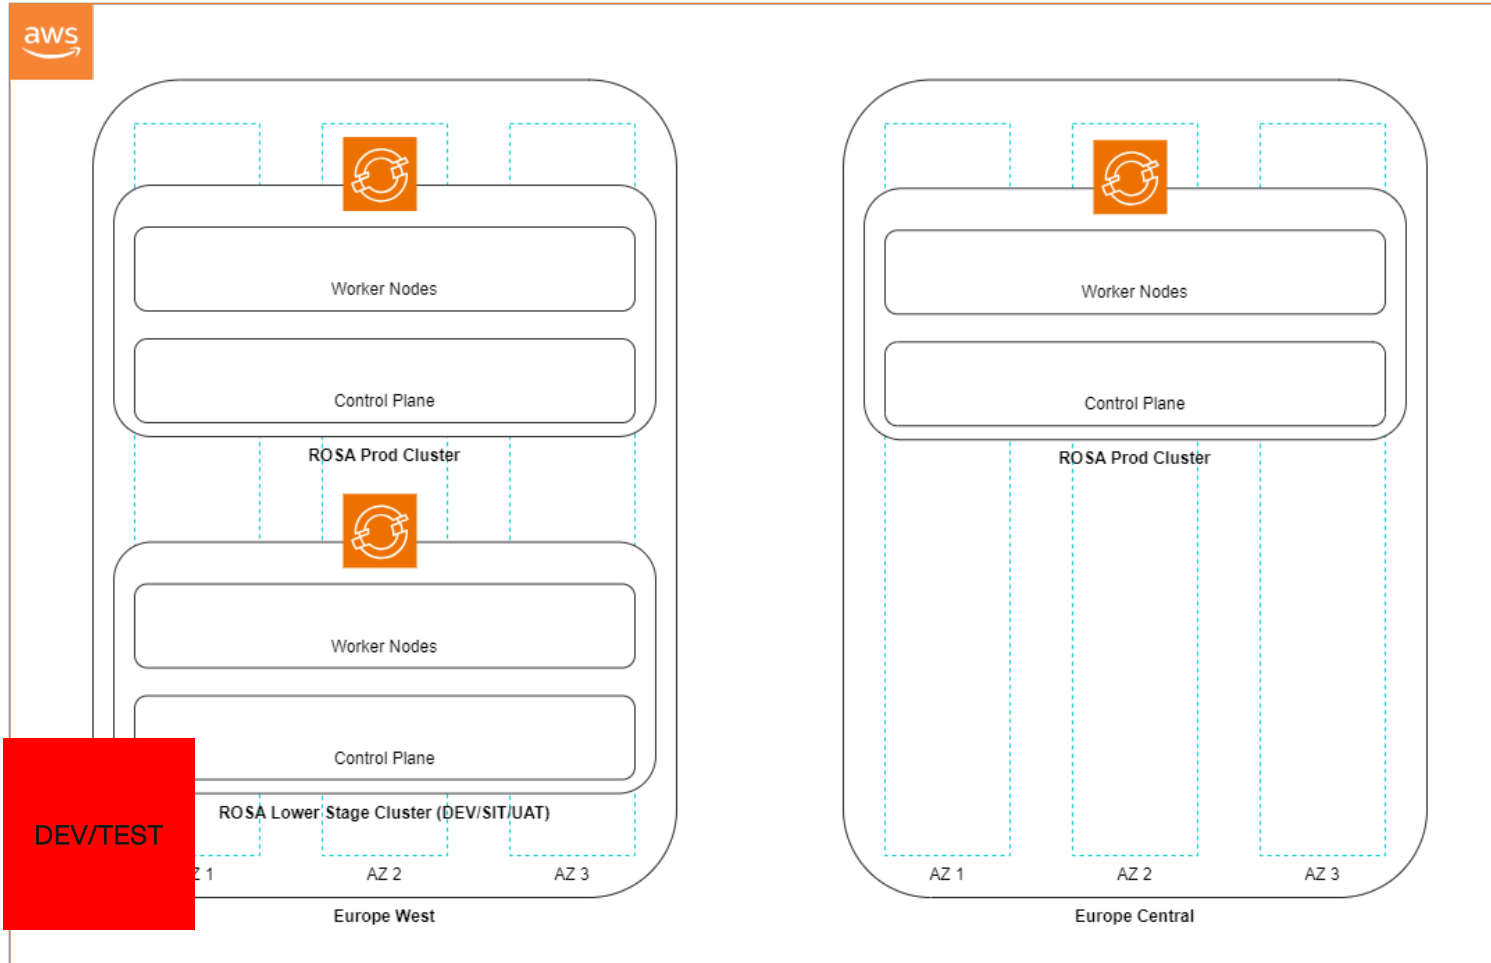 aws
Worker Nodes
Control Plane
ROSA Prod Cluster
Worker Nodes
Control Plane
ROSA Lower Stage Cluster (DEV/SIT/UAT)
DEV/TEST
Z 1
AZ 2
AZ 3
Europe West
Worker Nodes
Control Plane
ROSA Prod Cluster
AZ 1
AZ 2
AZ 3
Europe Central